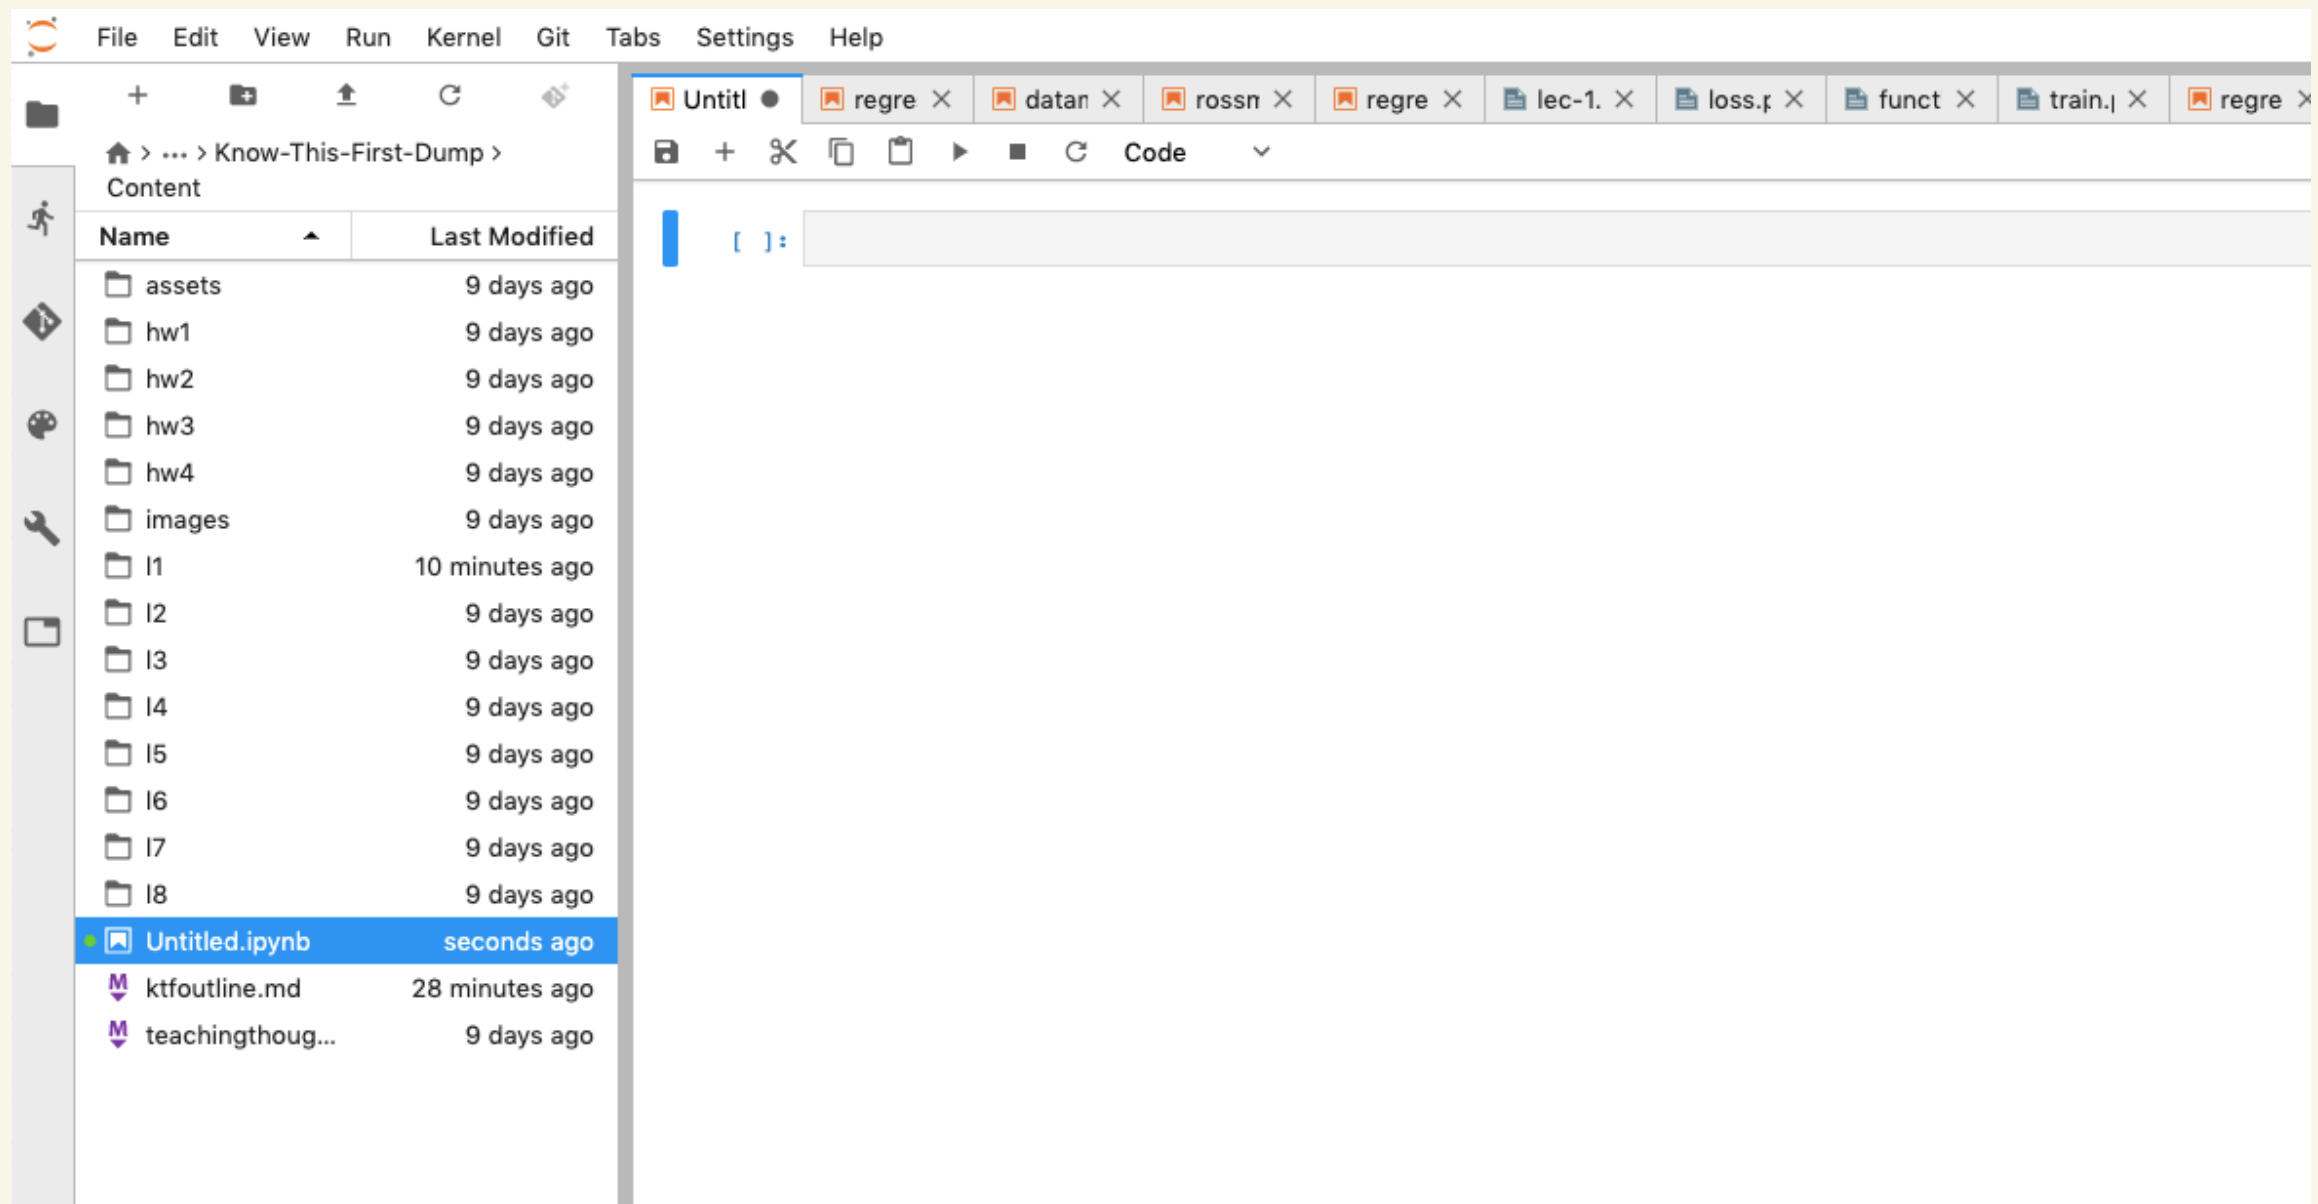 File Edit View Run Kernel Git Tabs Settings Help
Untitl regre datar rossm regre lec-1. loss.p funct train.p regre
> ... > Know-This-First-Dump >
Content
Code
Name Last Modified
[ ]:
assets 9 days ago
hw1 9 days ago
hw2 9 days ago
hw3 9 days ago
hw4 9 days ago
images 9 days ago
l1 10 minutes ago
l2 9 days ago
l3 9 days ago
l4 9 days ago
l5 9 days ago
l6 9 days ago
l7 9 days ago
l8 9 days ago
Untitled.ipynb seconds ago
ktfoutline.md 28 minutes ago
teachingthoug... 9 days ago